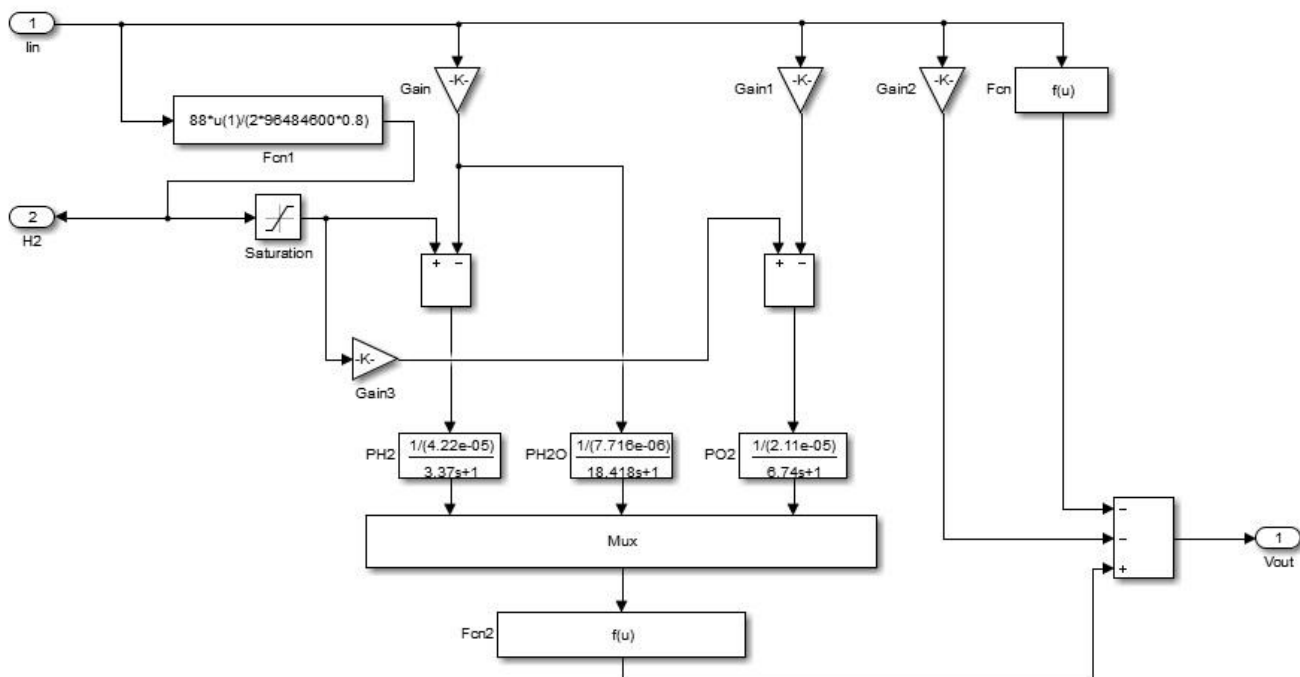 1
Iin
Gain
-K-
Gain1
-K-
Gain2
-K-
Fcn
f(u)
88*u(1)/(2*96484600*0.8)
Fcn1
2
H2
Saturation
+ −
+ −
-K-
Gain3
PH2
1/(4.22e-05)
3.37s+1
PH2O
1/(7.716e-06)
18.418s+1
PO2
1/(2.11e-05)
6.74s+1
Mux
−
−
+
1
Vout
Fcn2
f(u)